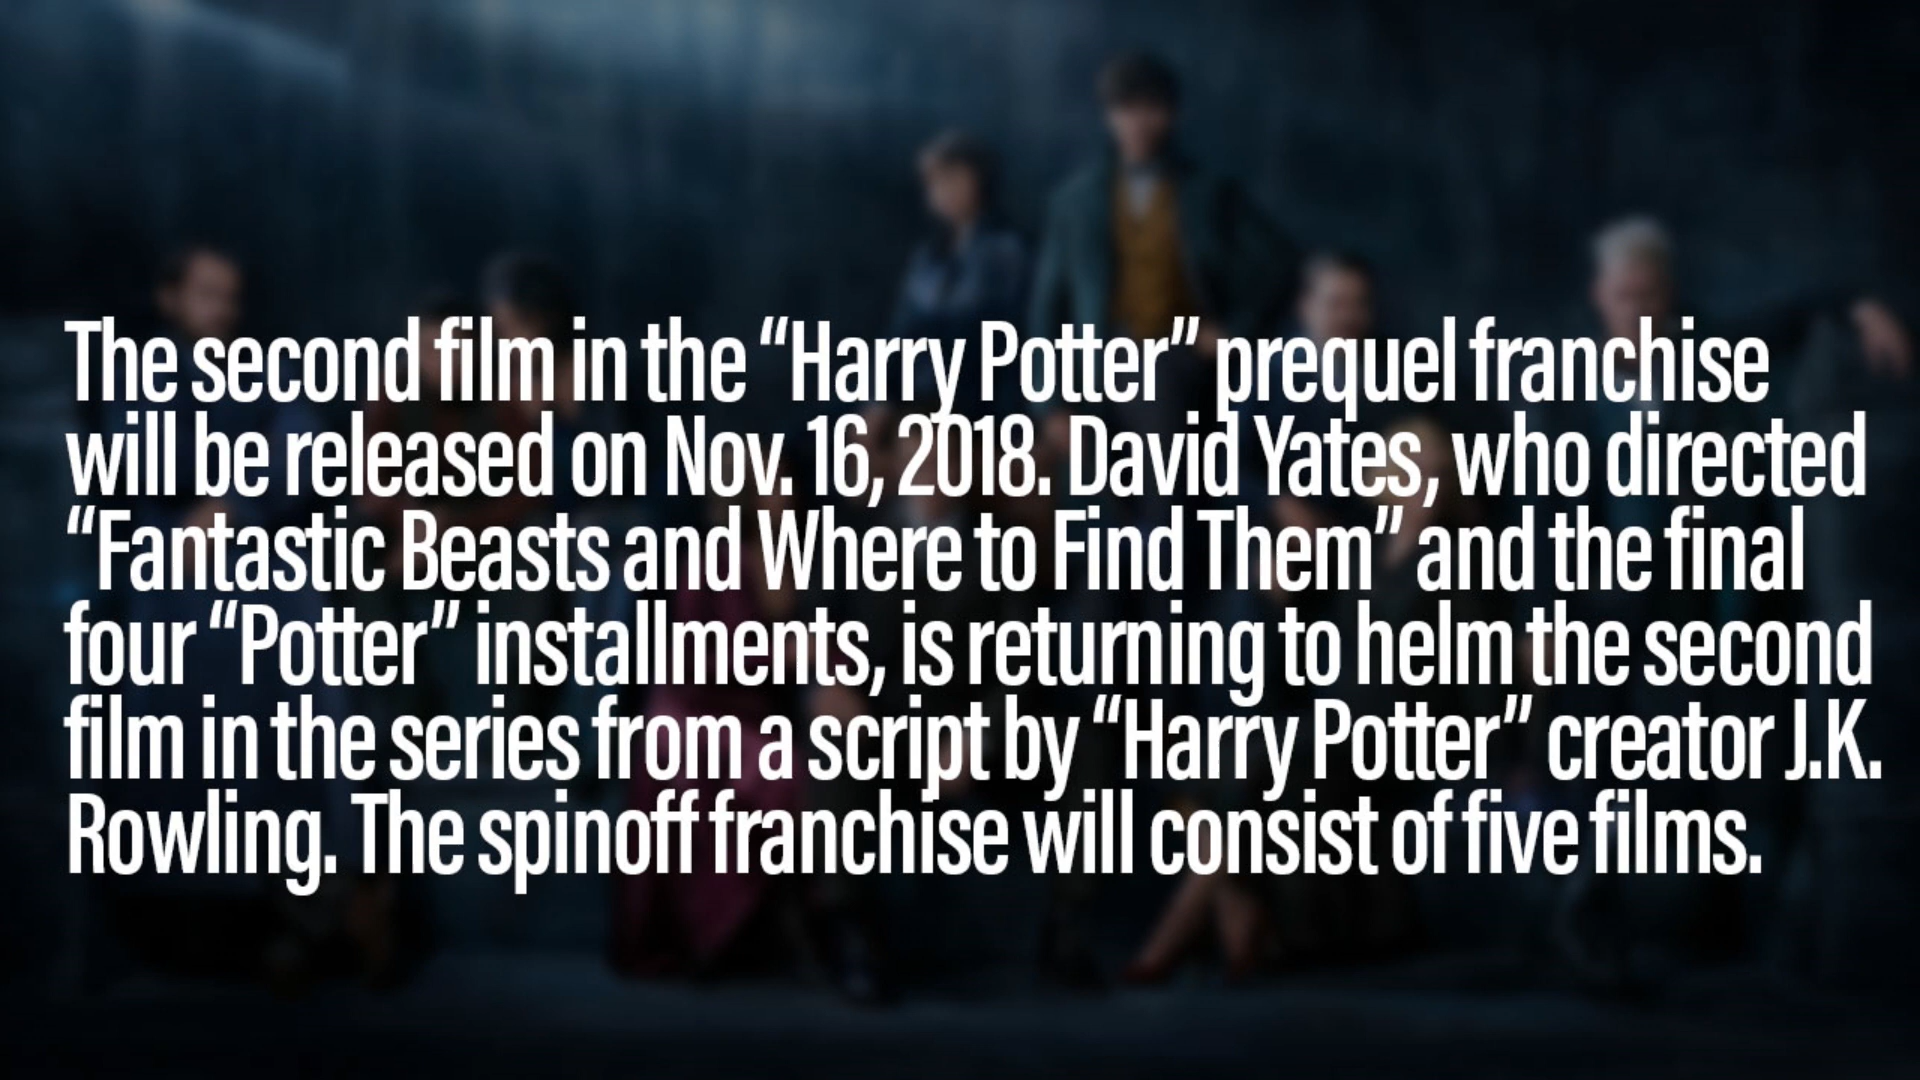 The second film in the “Harry Potter” prequel franchise
will be released on Nov. 16, 2018. David Yates, who directed
“Fantastic Beasts and Where to Find Them” and the final
four “Potter” installments, is returning to helm the second
film in the series from a script by “Harry Potter” creator J.K.
Rowling. The spinoff franchise will consist of five films.